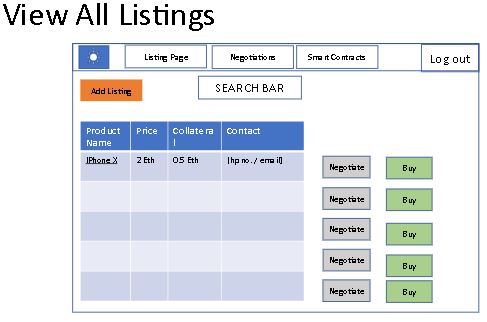 View All Listings
Listing Page Negotiations Smart Contracts Log out
Add Listing SEARCH BAR
Product Price Collatera Contact
Name l
IPhone X 2 Eth 0.5 Eth [hp no. / email] Negotiate Buy
Negotiate Buy
Negotiate Buy
Negotiate Buy
Negotiate Buy